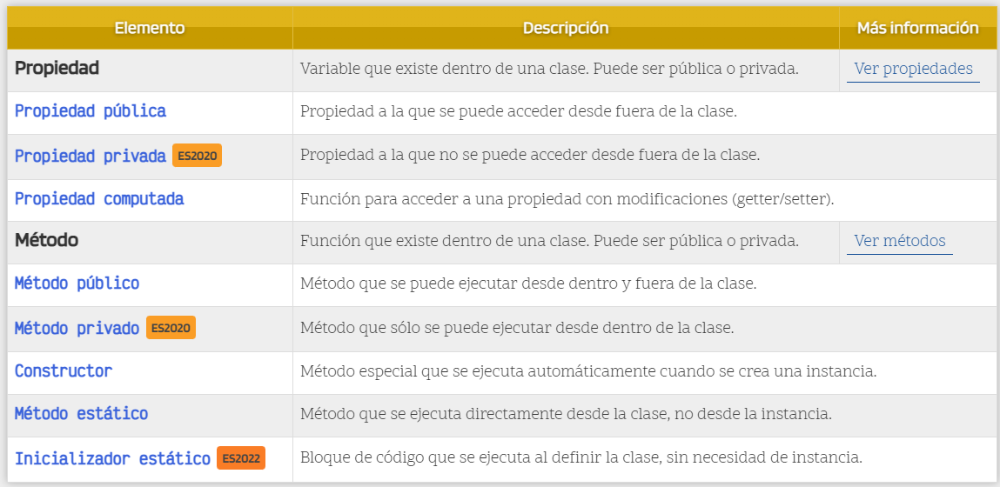 Elemento Descripción Más información
Propiedad Variable que existe dentro de una clase. Puede ser pública o privada. Ver propiedades
Propiedad pública Propiedad a la que se puede acceder desde fuera de la clase.
Propiedad privada ES2020 Propiedad a la que no se puede acceder desde fuera de la clase.
Propiedad computada Función para acceder a una propiedad con modificaciones (getter/setter).
Método Función que existe dentro de una clase. Puede ser pública o privada. Ver métodos
Método público Método que se puede ejecutar desde dentro y fuera de la clase.
Método privado ES2020 Método que sólo se puede ejecutar desde dentro de la clase.
Constructor Método especial que se ejecuta automáticamente cuando se crea una instancia.
Método estático Método que se ejecuta directamente desde la clase, no desde la instancia.
Inicializador estático ES2022 Bloque de código que se ejecuta al definir la clase, sin necesidad de instancia.